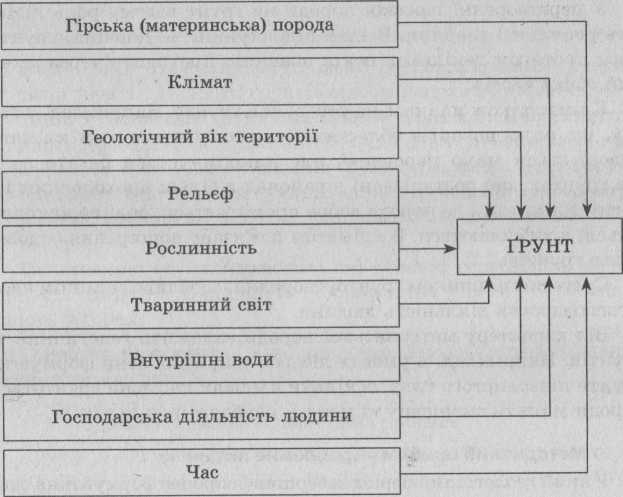 Гірська (материнська) порода
Клімат
Геологічний вік території
Рельєф
Рослинність
ҐРУНТ
Тваринний світ
Внутрішні води
Господарська діяльність людини
Час